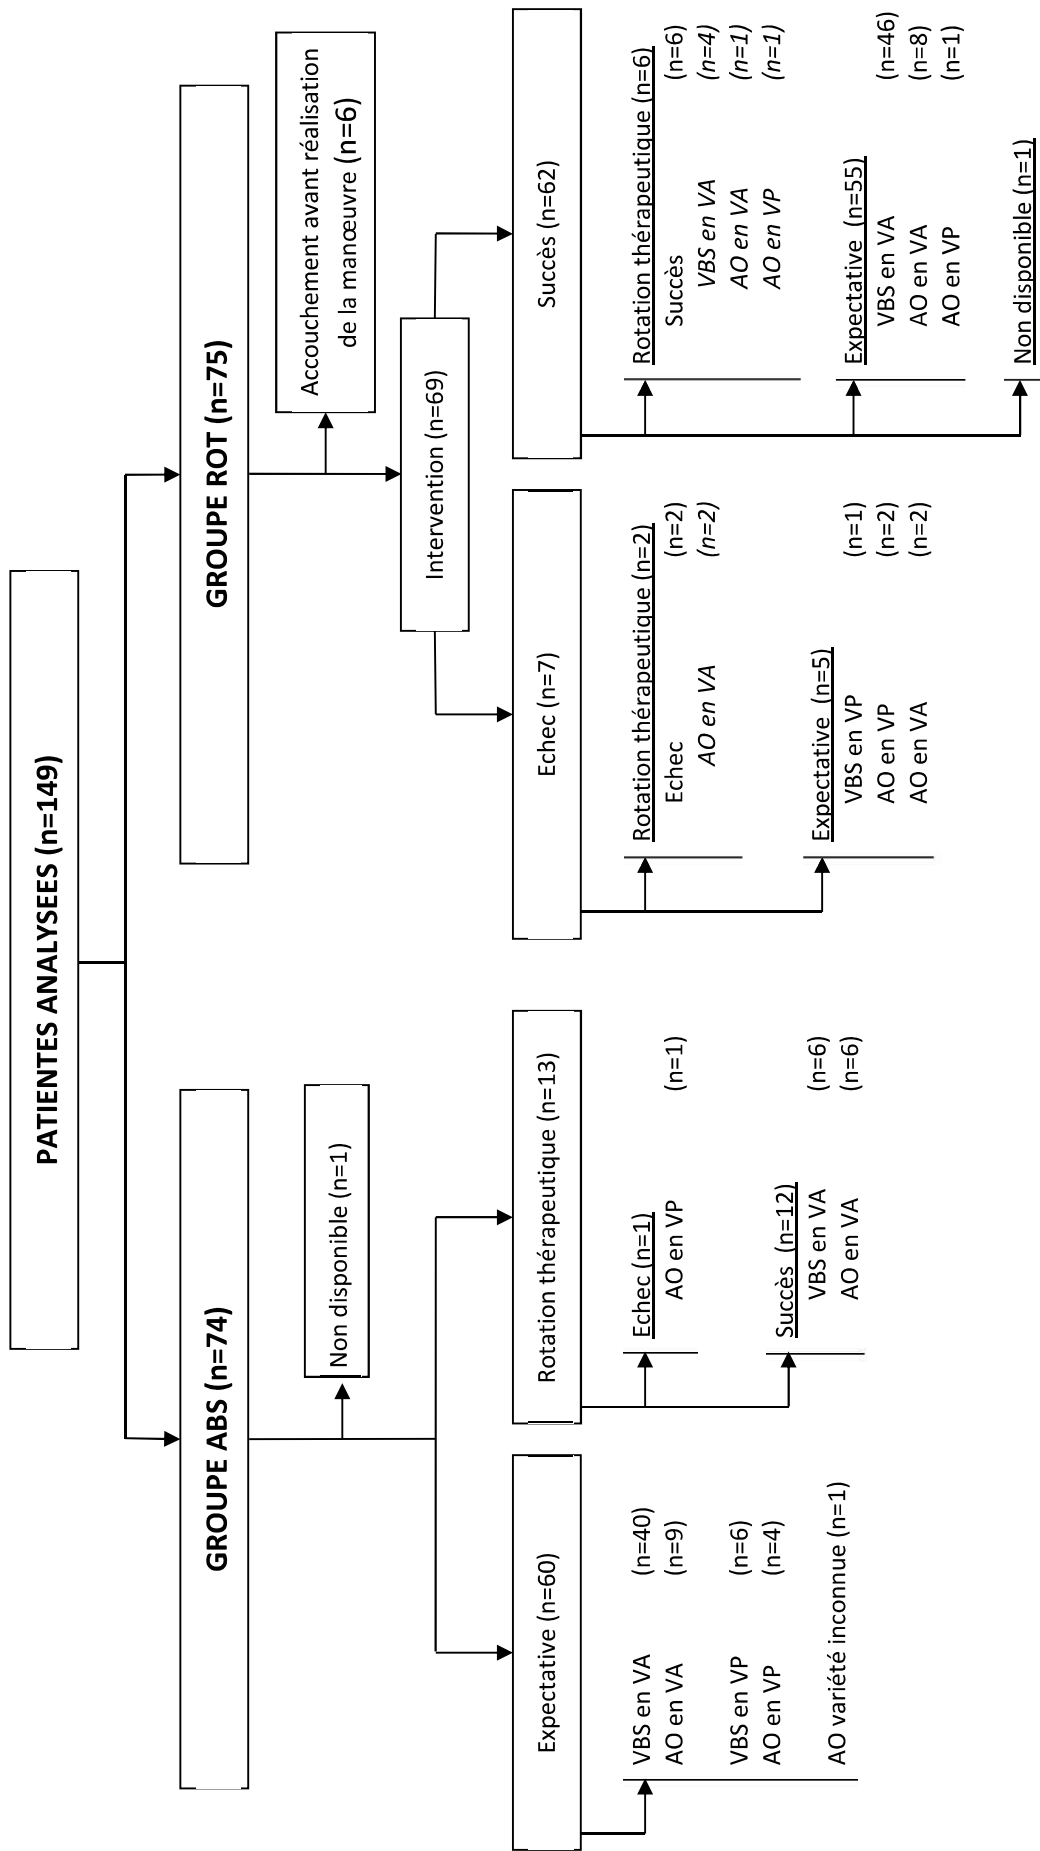 PATIENTES ANALYSEES (n=149)
GROUPE ABS (n=74)
Non disponible (n=1)
Expectative (n=60)
VBS en VA (n=40)
AO en VA (n=9)
VBS en VP (n=6)
AO en VP (n=4)
AO variété inconnue (n=1)
Rotation thérapeutique (n=13)
Echec (n=1)
AO en VP (n=1)
Succès (n=12)
VBS en VA (n=6)
AO en VA (n=6)
GROUPE ROT (n=75)
Accouchement avant réalisation
de la manœuvre (n=6)
Intervention (n=69)
Echec (n=7)
Rotation thérapeutique (n=2)
Echec (n=2)
AO en VA (n=2)
Expectative (n=5)
VBS en VP (n=1)
AO en VP (n=2)
AO en VA (n=2)
Succès (n=62)
Rotation thérapeutique (n=6)
Succès (n=6)
VBS en VA (n=4)
AO en VA (n=1)
AO en VP (n=1)
Expectative (n=55)
VBS en VA (n=46)
AO en VA (n=8)
AO en VP (n=1)
Non disponible (n=1)